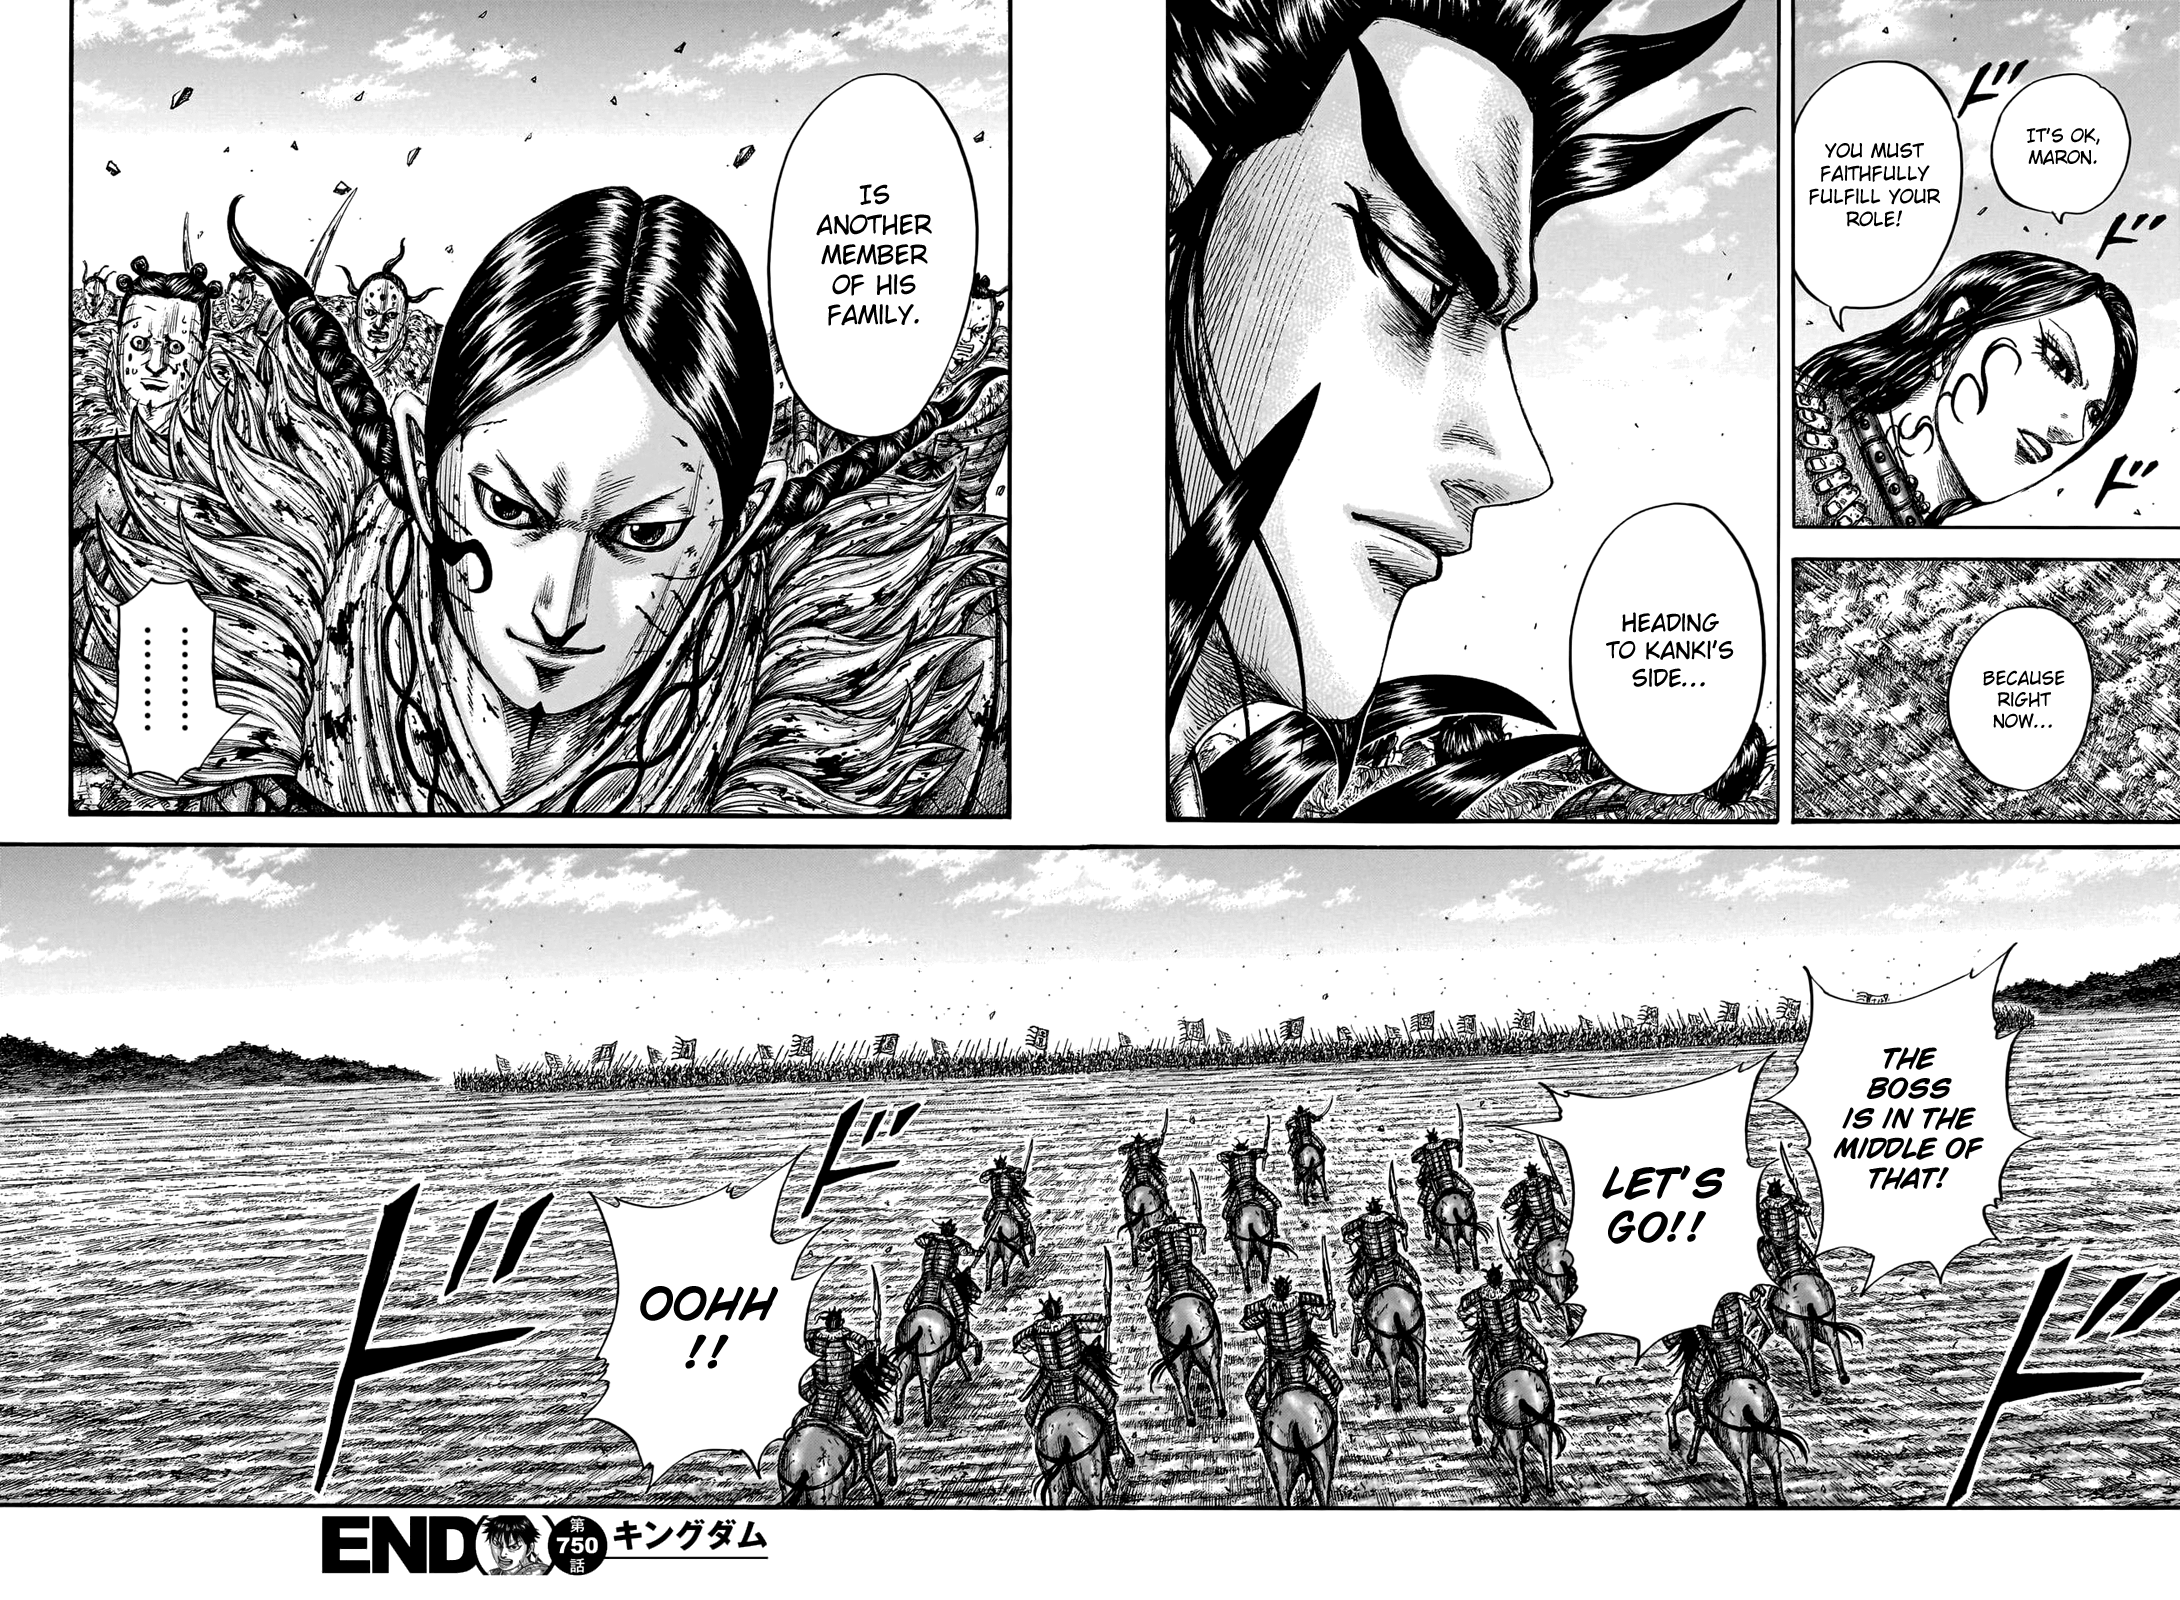 IT'S OK,
MARON.
ド
YOU MUST
FAITHFULLY
FULFILL YOUR
ROLE!
ド
ド
BECAUSE
RIGHT
NOW...
HEADING
TO KANKI'S
SIDE...
IS
ANOTHER
MEMBER
OF HIS
FAMILY.
………
………
THE
BOSS
IS IN THE
MIDDLE OF
THAT!
LET'S
GO!!
OOHH
!!
ド
ド
ド
END
第
750
話
キングダム